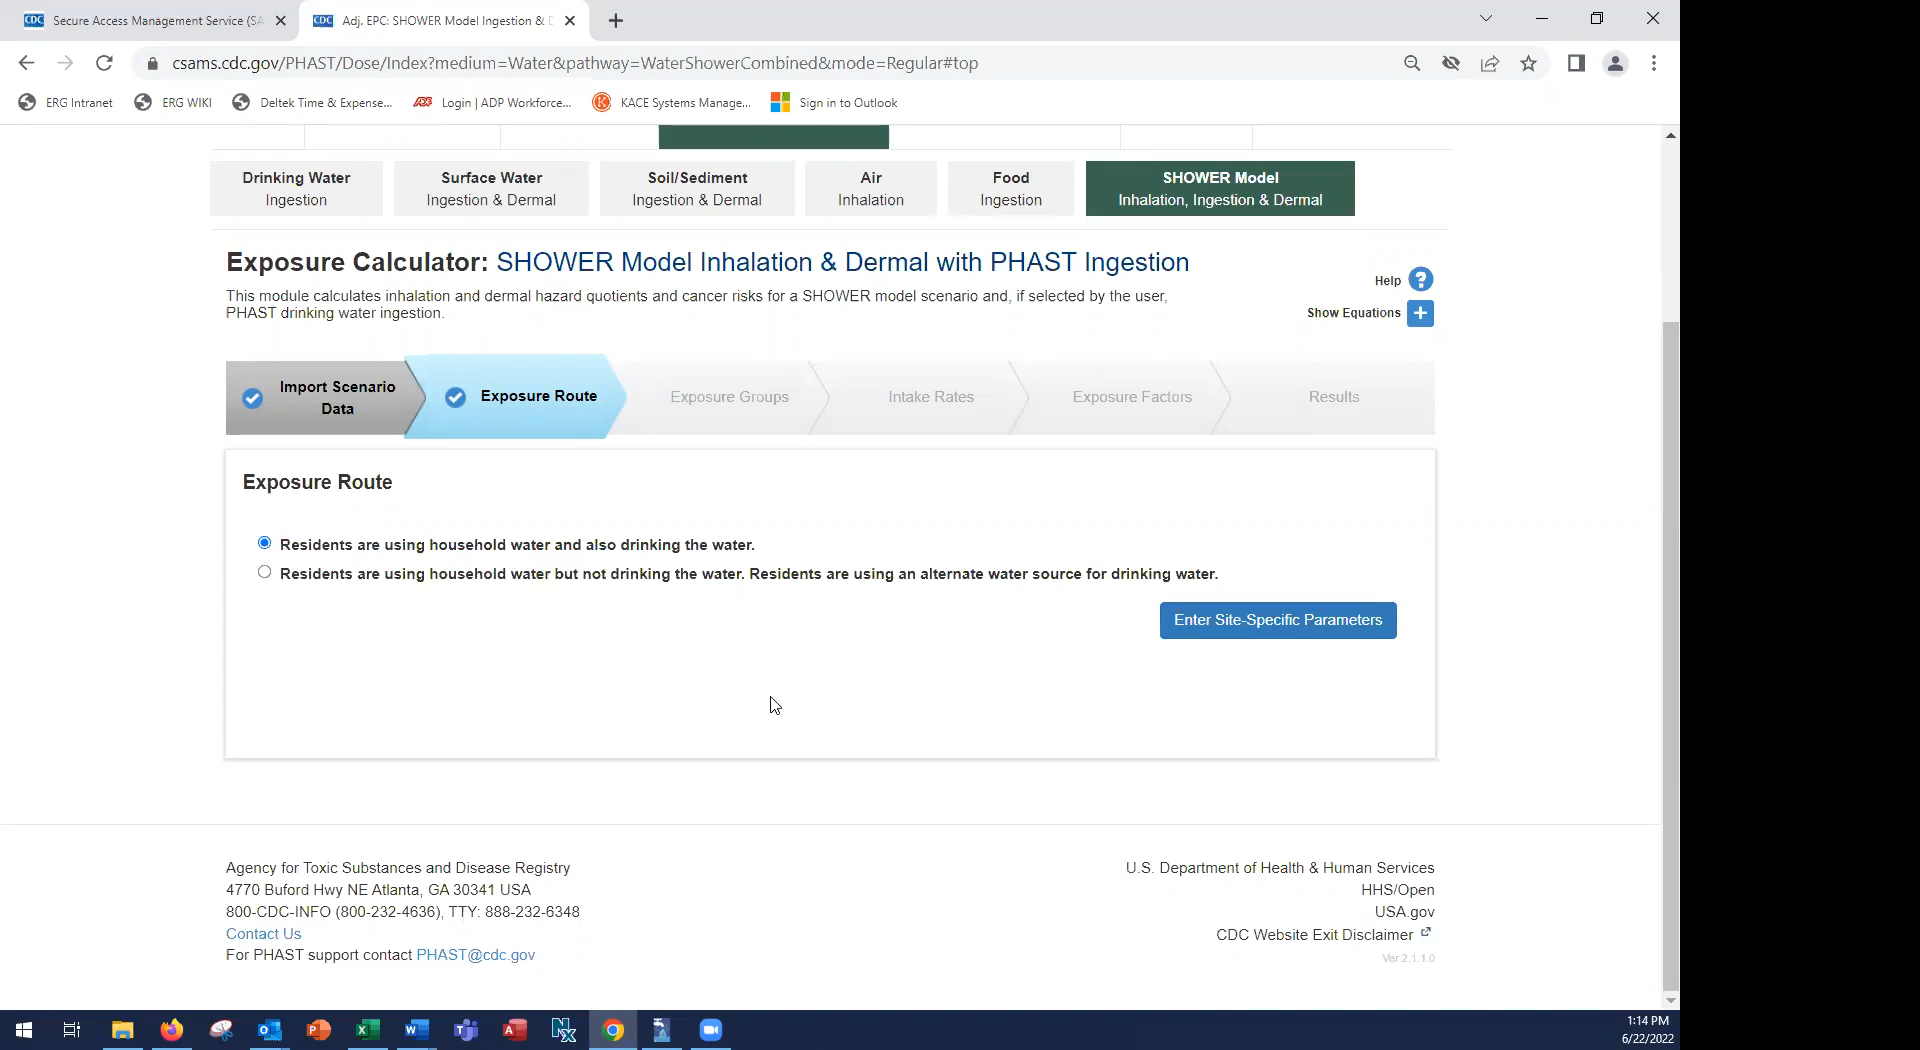 CDC Secure Access Management Service (SA
CDC Adj. EPC: SHOWER Model Ingestion &
csams.cdc.gov/PHAST/Dose/Index?medium=Water&pathway=WaterShowerCombined&mode=Regular#top
ERG Intranet
ERG WIKI
Deltek Time & Expense...
Login | ADP Workforce...
KACE Systems Manage...
Sign in to Outlook
Drinking Water
Ingestion
Surface Water
Ingestion & Dermal
Soil/Sediment
Ingestion & Dermal
Air
Inhalation
Food
Ingestion
SHOWER Model
Inhalation, Ingestion & Dermal
Exposure Calculator: SHOWER Model Inhalation & Dermal with PHAST Ingestion
This module calculates inhalation and dermal hazard quotients and cancer risks for a SHOWER model scenario and, if selected by the user,
PHAST drinking water ingestion.
Help ?
Show Equations +
Import Scenario
Data
Exposure Route
Exposure Groups
Intake Rates
Exposure Factors
Results
Exposure Route
Residents are using household water and also drinking the water.
Residents are using household water but not drinking the water. Residents are using an alternate water source for drinking water.
Enter Site-Specific Parameters
Agency for Toxic Substances and Disease Registry
4770 Buford Hwy NE Atlanta, GA 30341 USA
800-CDC-INFO (800-232-4636), TTY: 888-232-6348
Contact Us
For PHAST support contact PHAST@cdc.gov
U.S. Department of Health & Human Services
HHS/Open
USA.gov
CDC Website Exit Disclaimer
Ver 2.1.1.0
1:14 PM
6/22/2022